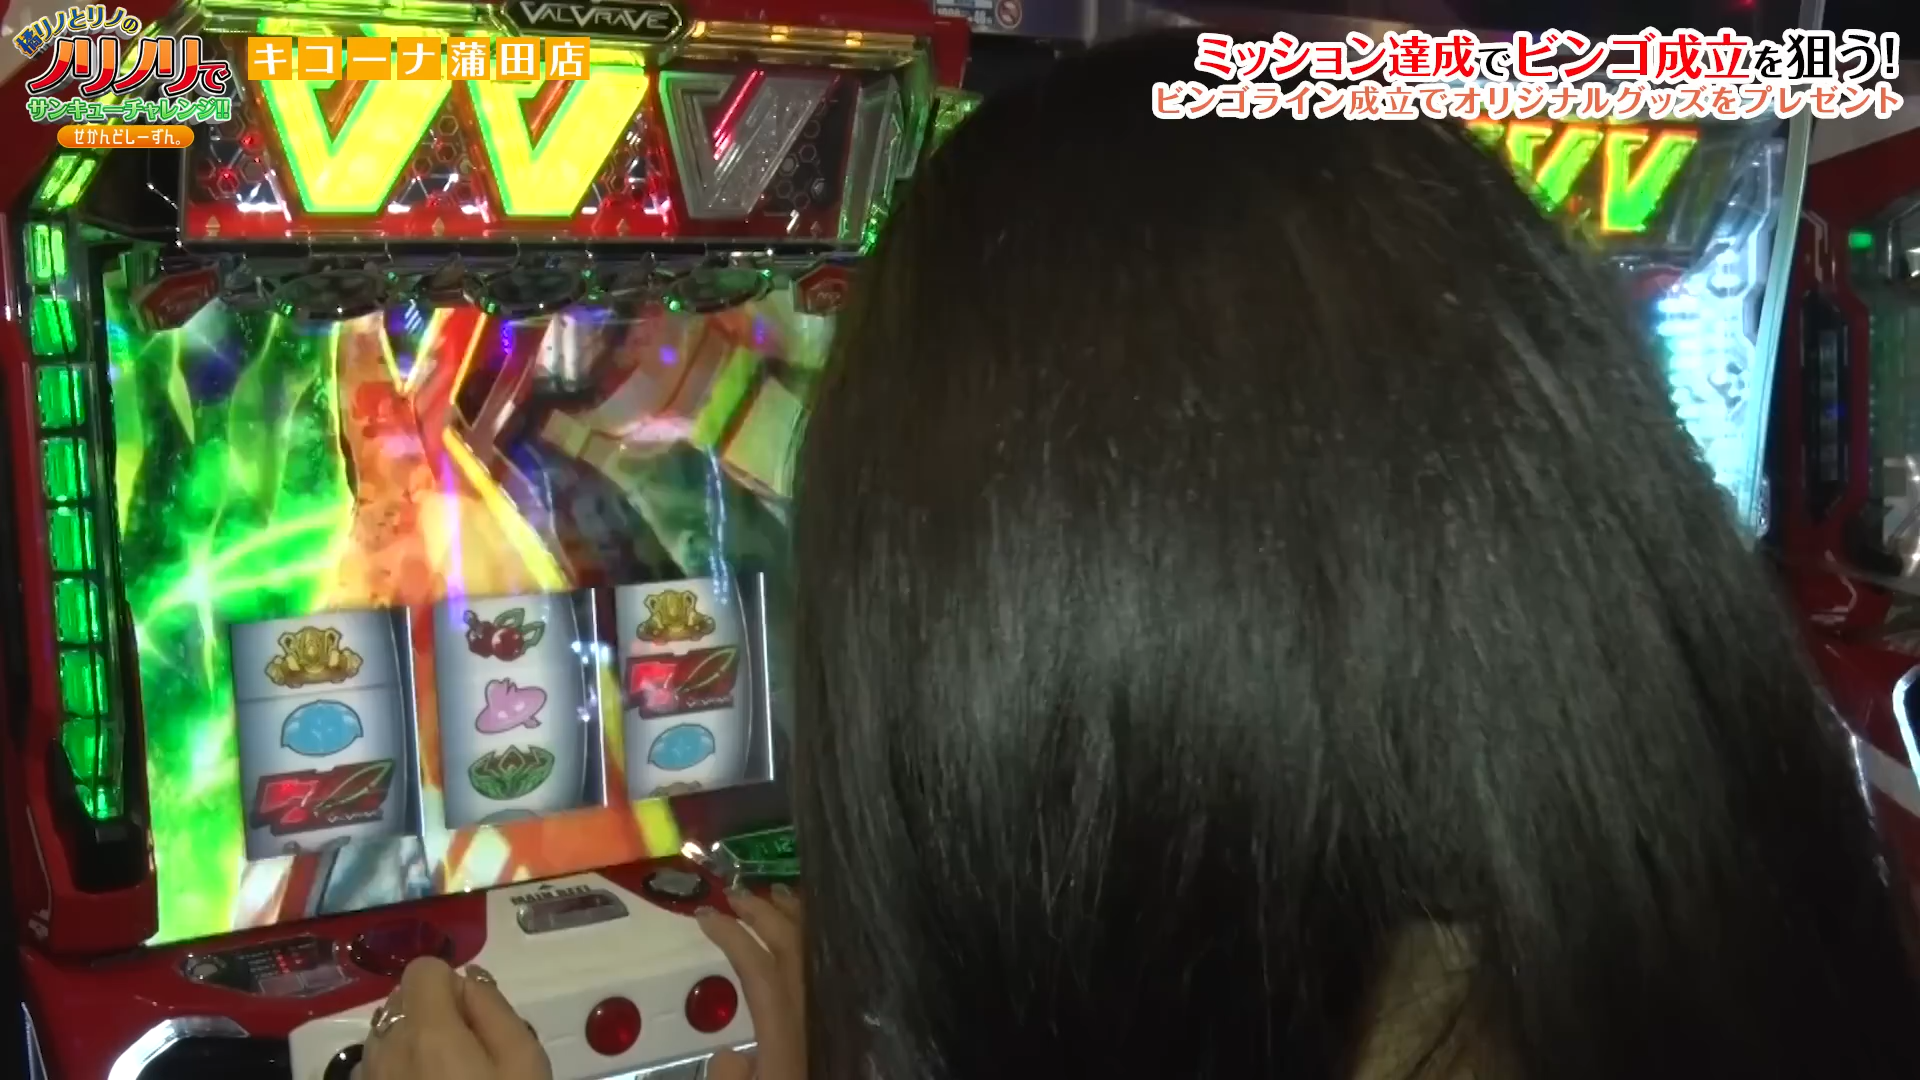 橘リノとリノの
ノリノリで
サンキューチャレンジ!!
せかんどしーずん。
キコーナ蒲田店
VALVRAVE
ミッション達成でビンゴ成立を狙う!
ビンゴライン成立でオリジナルグッズをプレゼント
MAIN REEL